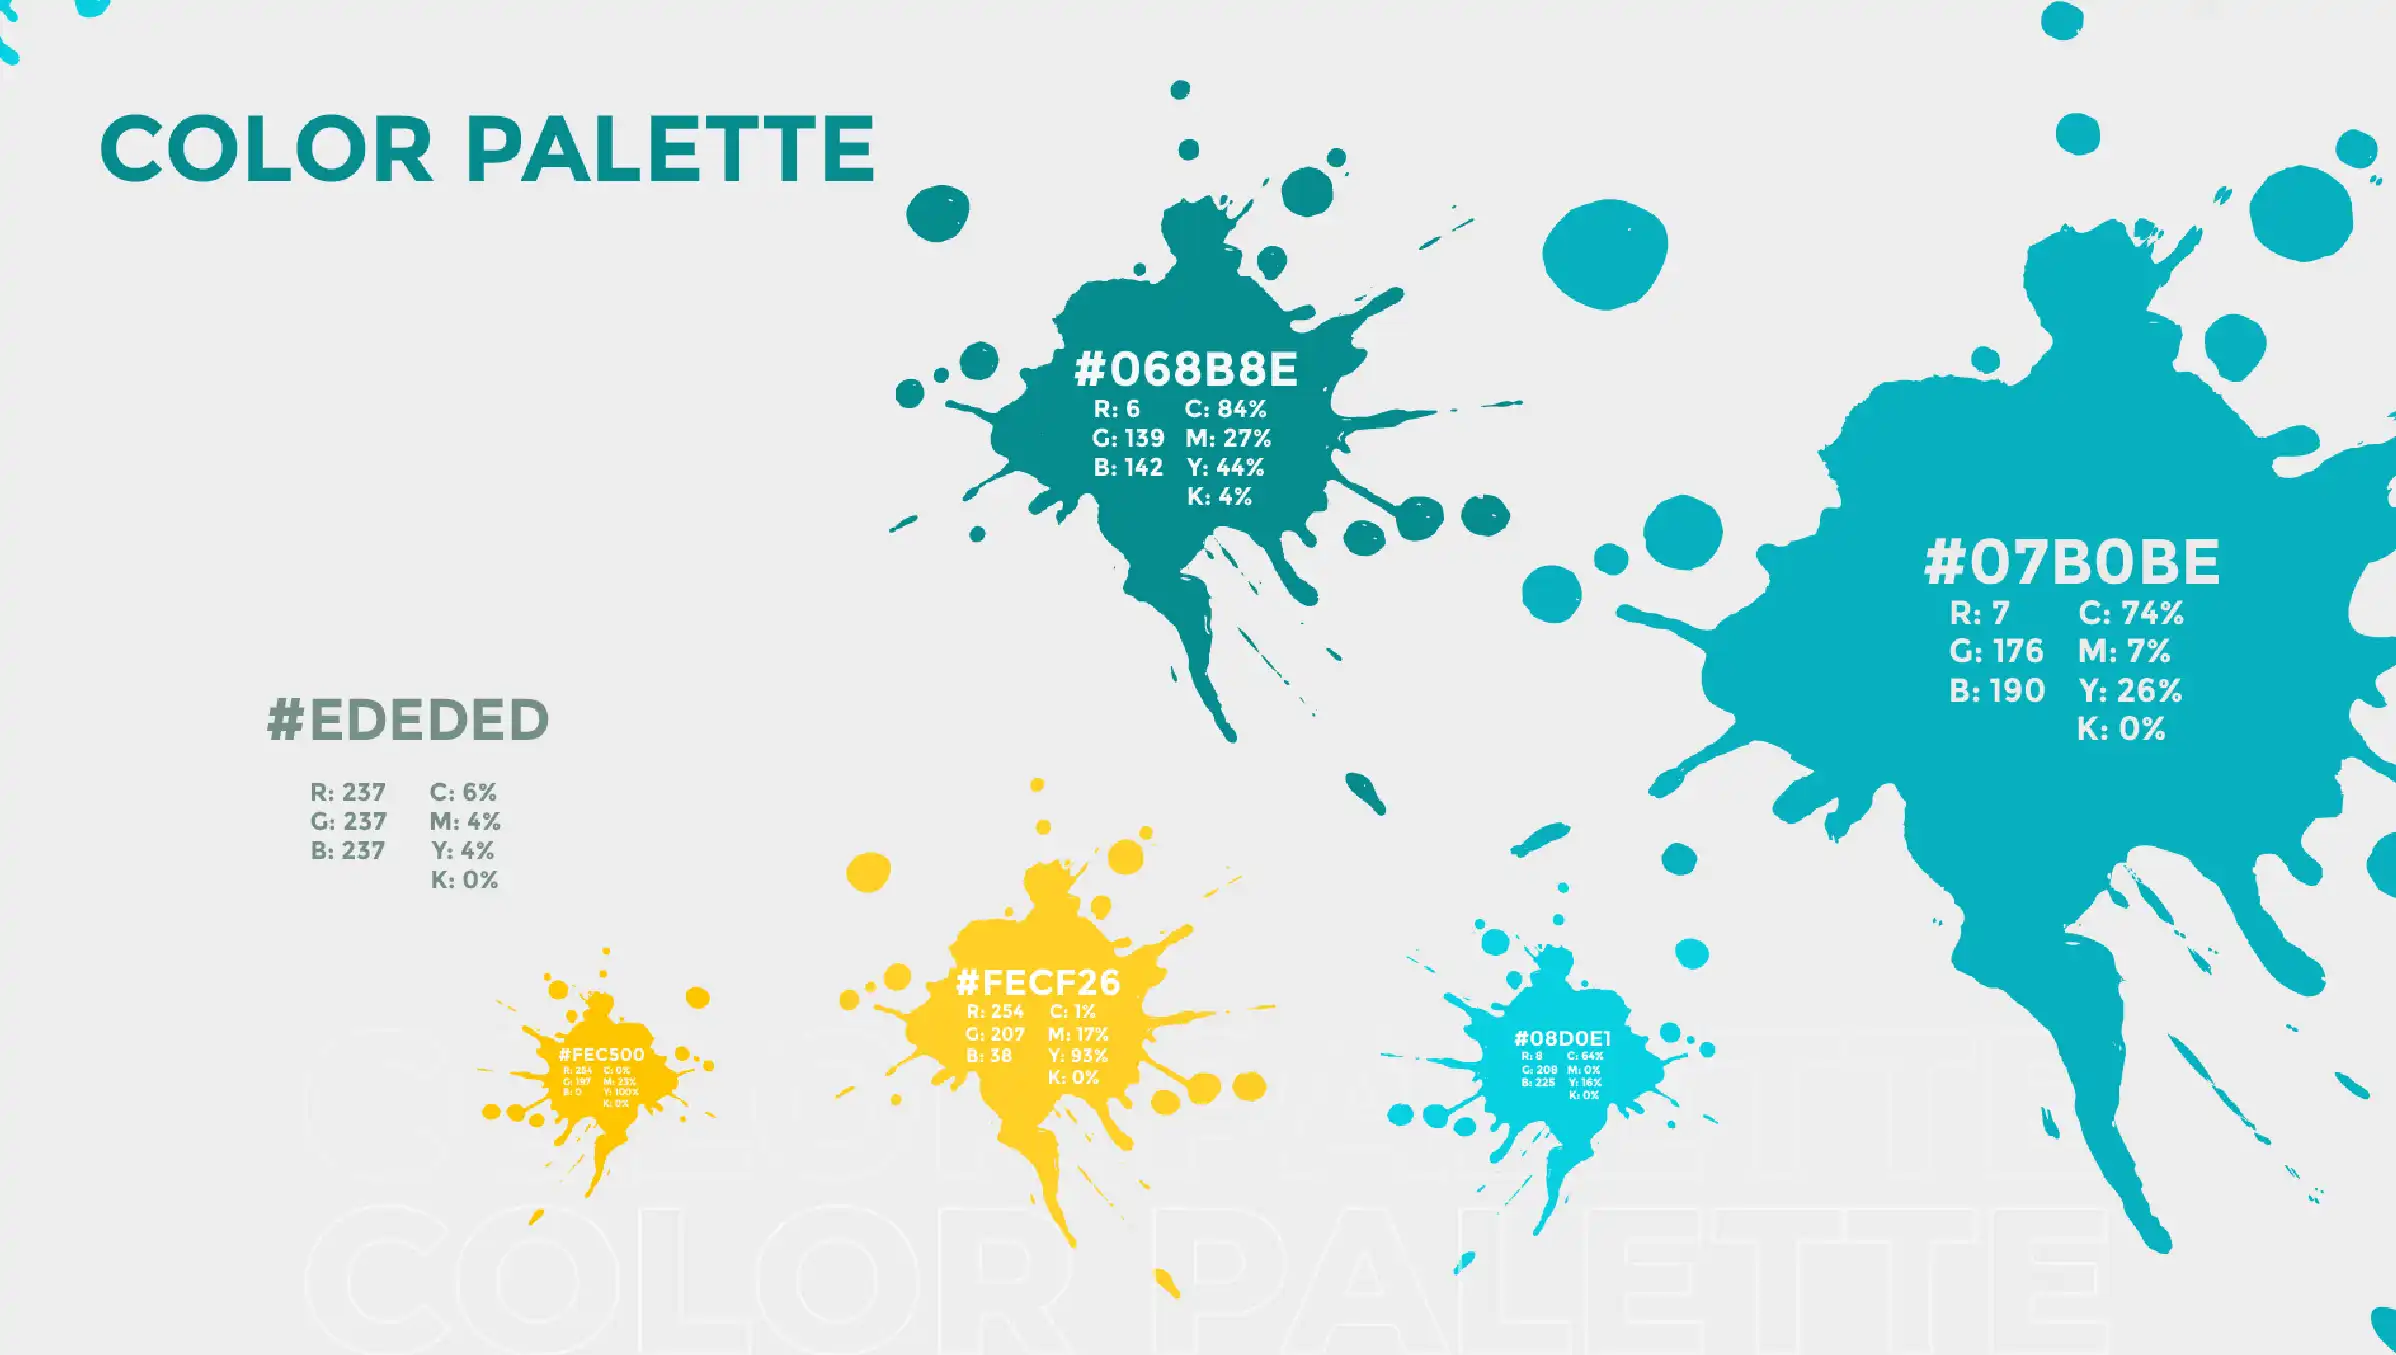 COLOR PALETTE
#068B8E
R: 6 C: 84%
G: 139 M: 27%
B: 142 Y: 44%
K: 4%
#07B0BE
R: 7 C: 74%
G: 176 M: 7%
B: 190 Y: 26%
K: 0%
#EDEDED
R: 237 C: 6%
G: 237 M: 4%
B: 237 Y: 4%
K: 0%
#FECF26
R: 254 C: 1%
G: 207 M: 17%
B: 38 Y: 93%
K: 0%
#08D0E1
R: 8 C: 64%
G: 208 M: 0%
B: 225 Y: 16%
K: 0%
#FEC500
R: 254 C: 0%
G: 197 M: 23%
B: 0 Y: 100%
K: 0%
COLOR PALETTE
COLOR PALETTE